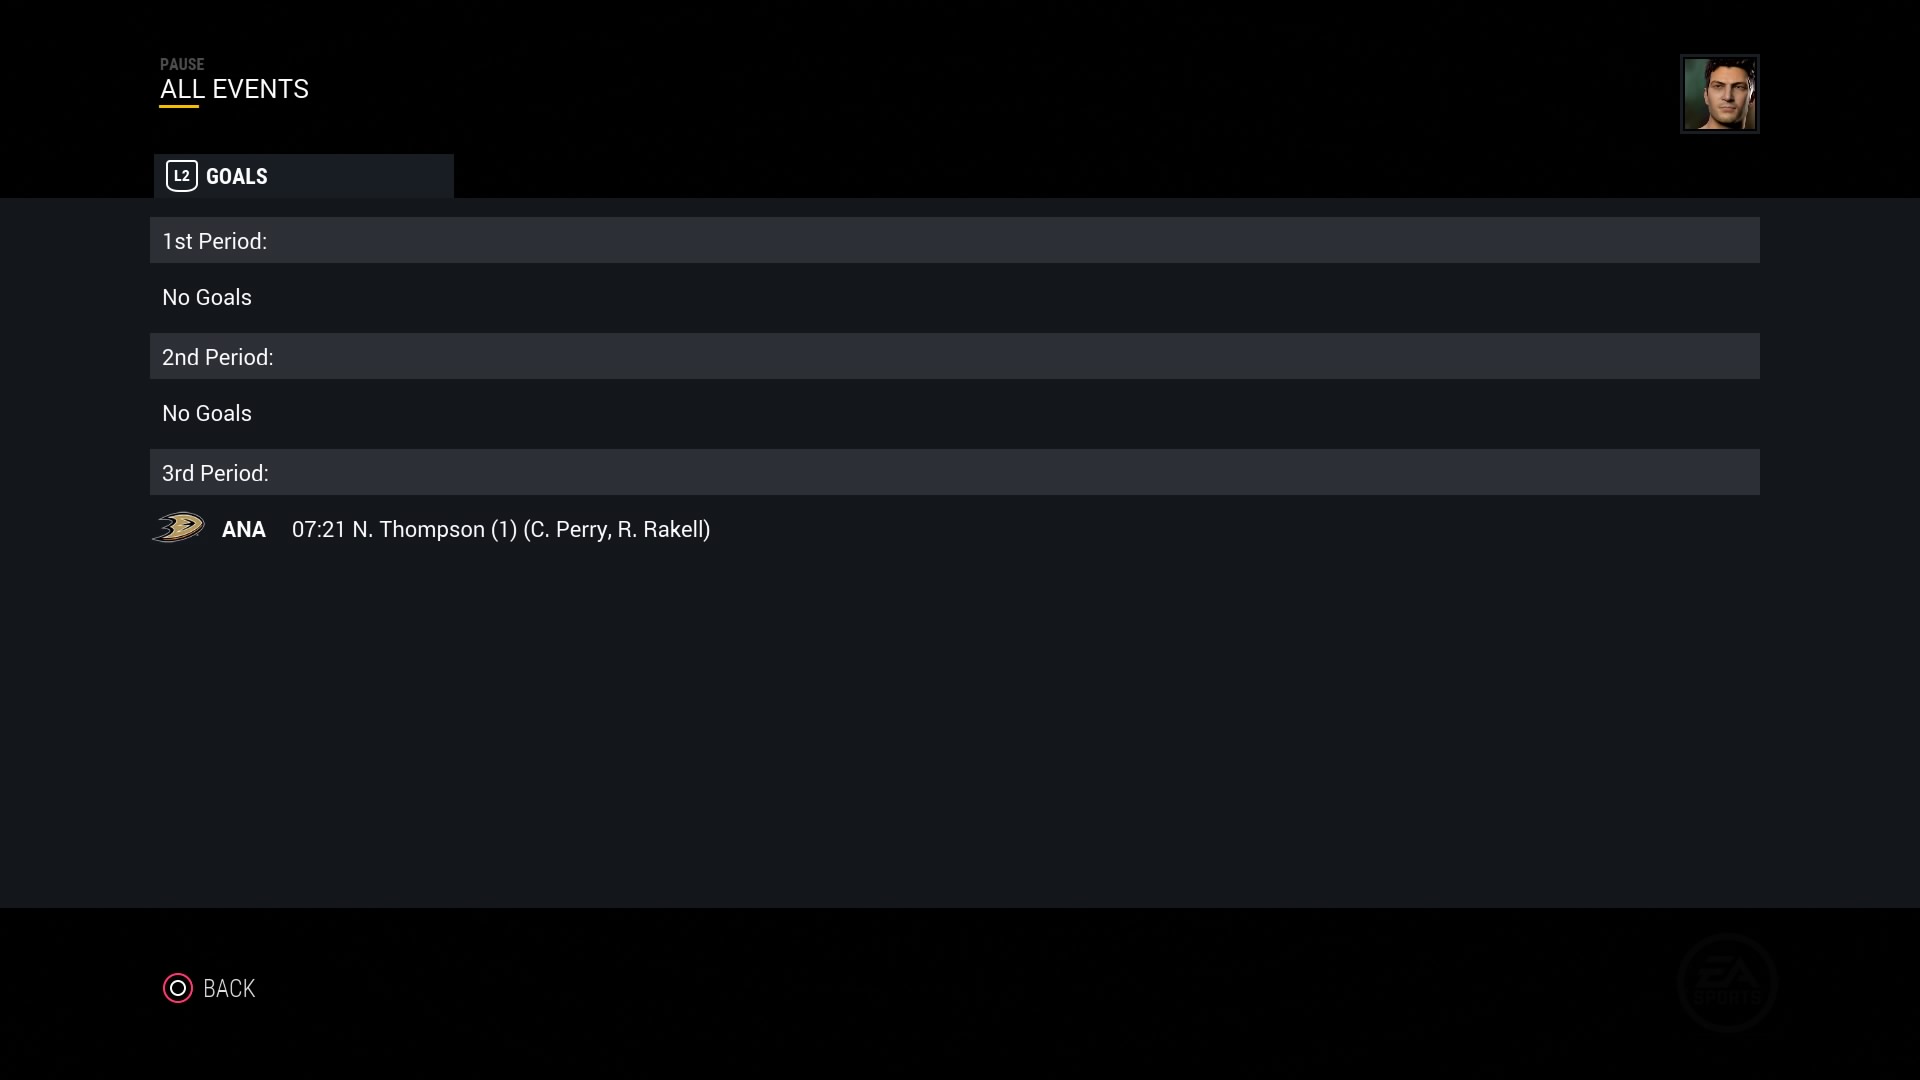 PAUSE
ALL EVENTS
L2 GOALS
1st Period:
No Goals
2nd Period:
No Goals
3rd Period:
ANA 07:21 N. Thompson (1) (C. Perry, R. Rakell)
BACK
EA
SPORTS